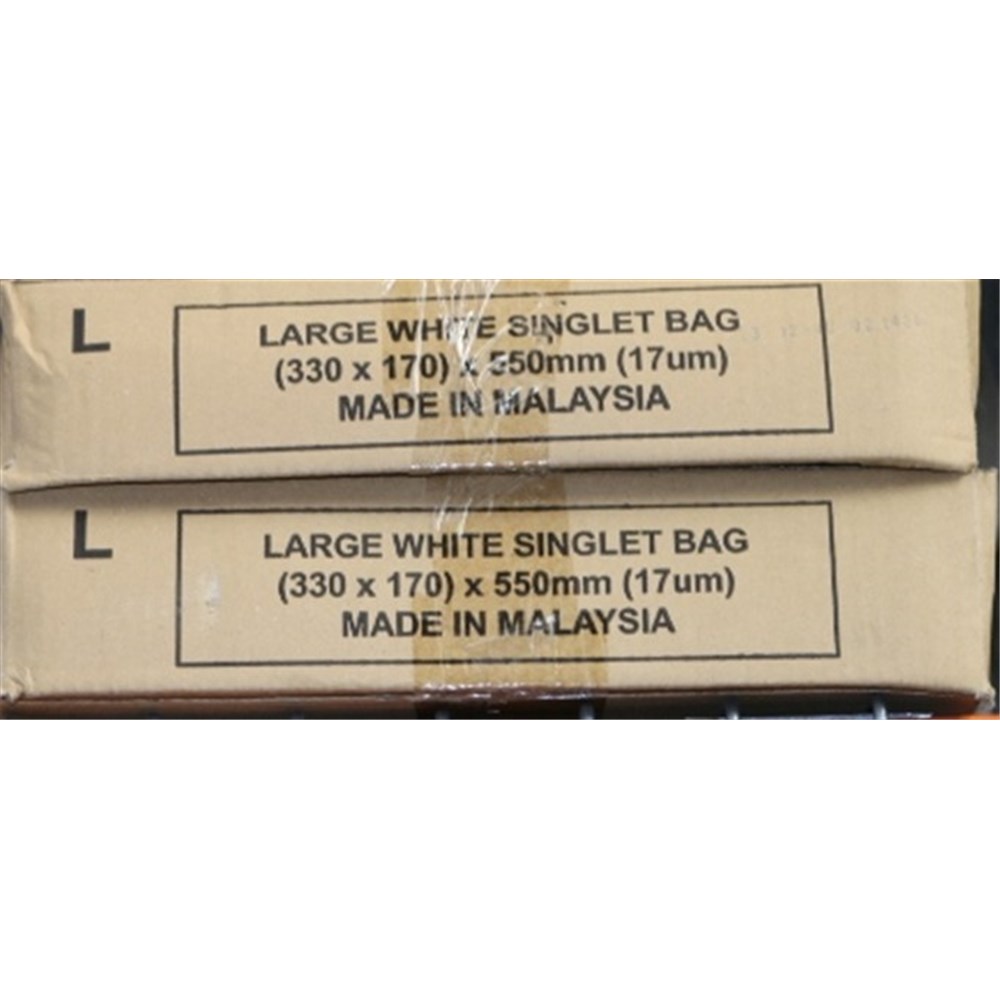 L
LARGE WHITE SINGLET BAG
(330 x 170) x 550mm (17um)
MADE IN MALAYSIA
L
LARGE WHITE SINGLET BAG
(330 x 170) x 550mm (17um)
MADE IN MALAYSIA